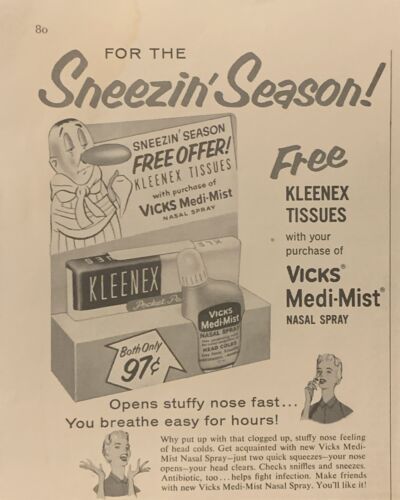 80
FOR THE
Sneezin' Season!
SNEEZIN' SEASON
FREE OFFER!
KLEENEX TISSUES
with purchase of
VICKS Medi-Mist
NASAL SPRAY
Free
KLEENEX
TISSUES
with your
purchase of
VICKS®
Medi-Mist®
NASAL SPRAY
KLEENEX
Pocket
VICKS
Medi-Mist
NASAL SPRAY
HEAD COLDS
Both Only
97¢
Opens stuffy nose fast...
You breathe easy for hours!
Why put up with that clogged up, stuffy nose feeling
of head colds. Get acquainted with new Vicks Medi-
Mist Nasal Spray—just two quick squeezes—your nose
opens—your head clears. Checks sniffles and sneezes.
Antibiotic, too...helps fight infection. Make friends
with new Vicks Medi-Mist Nasal Spray. You'll like it!